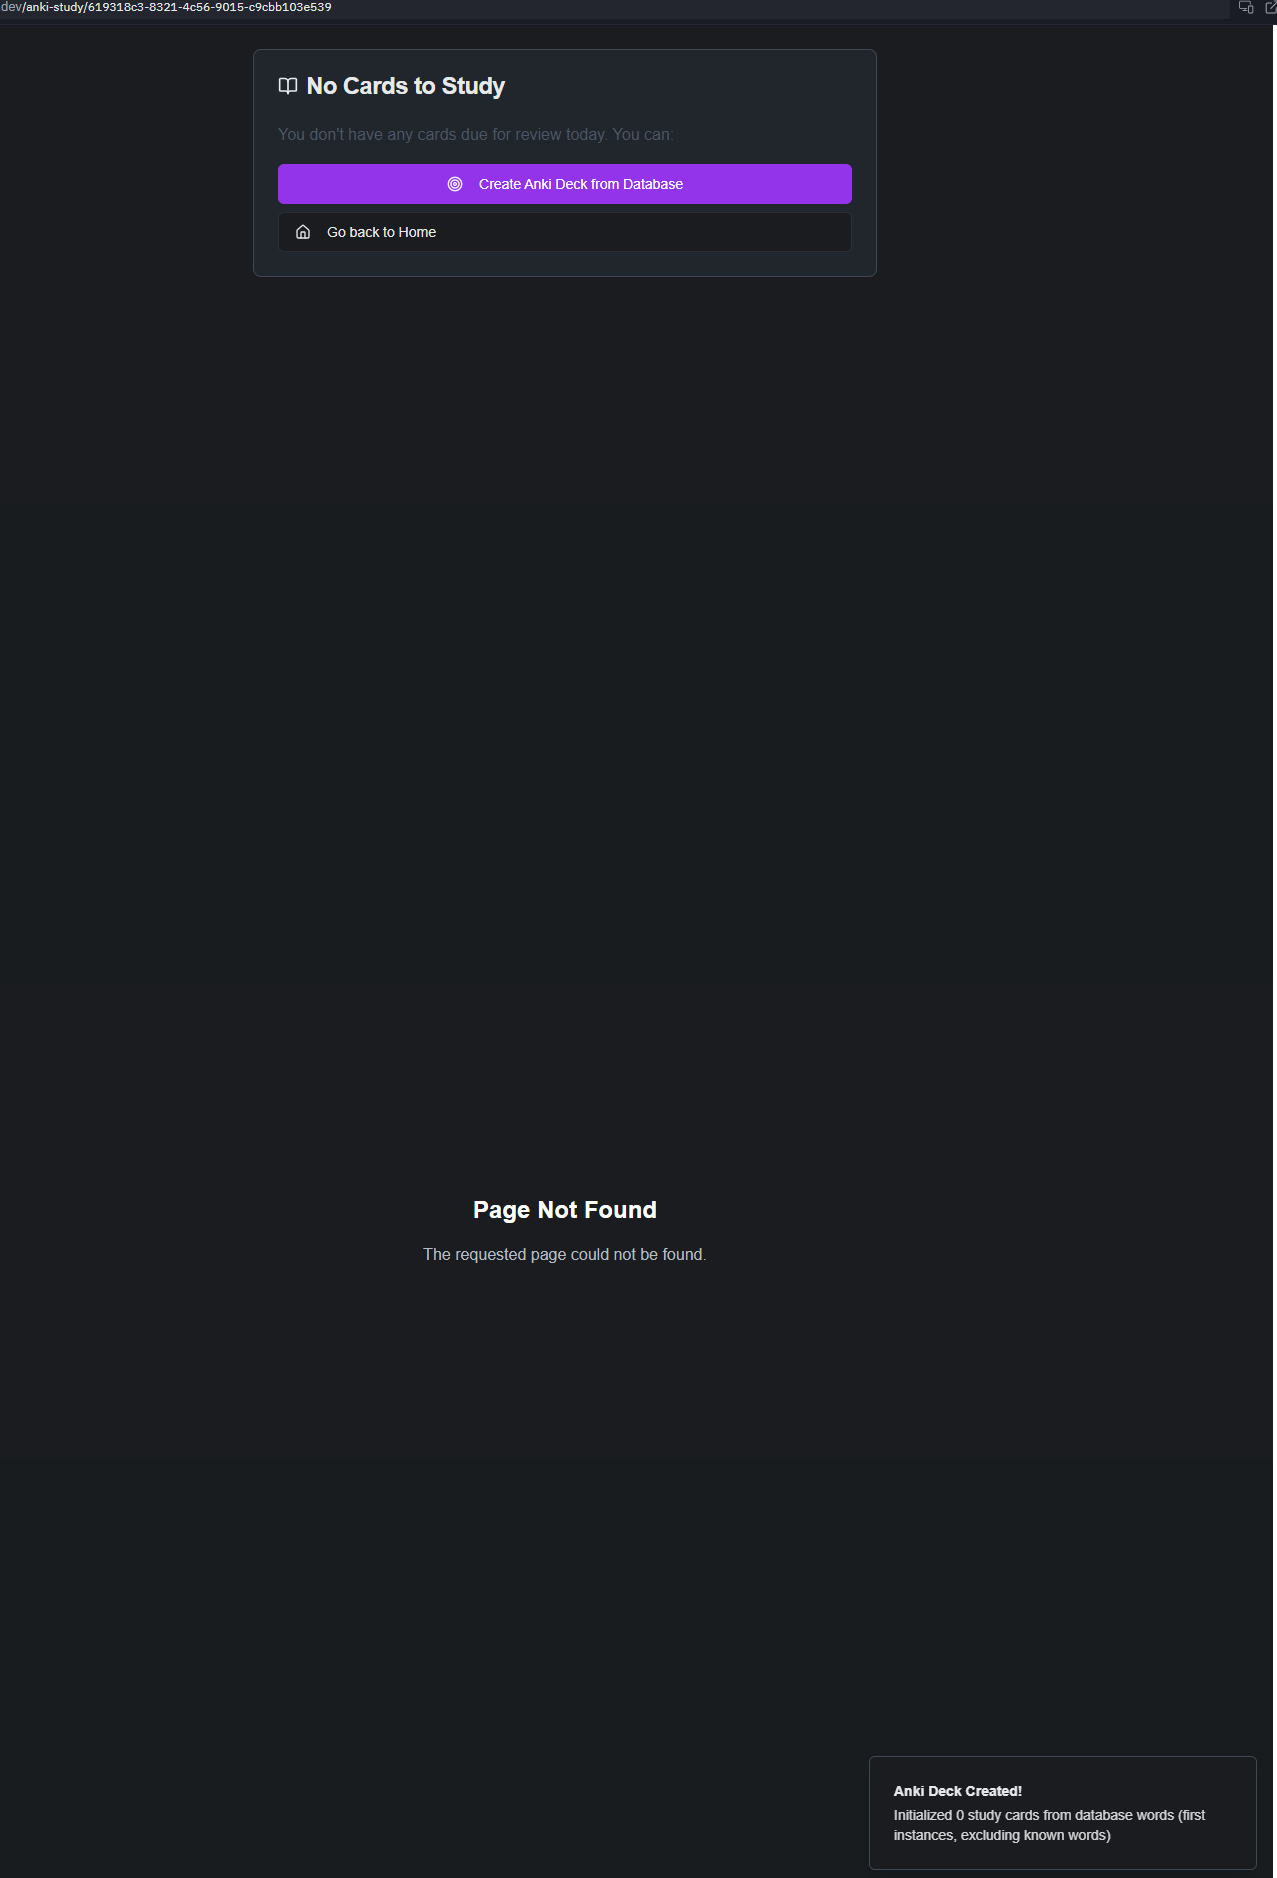 dev/anki-study/619318c3-8321-4c56-9015-c9cbb103e539
No Cards to Study
You don't have any cards due for review today. You can:
Create Anki Deck from Database
Go back to Home
Page Not Found
The requested page could not be found.
Anki Deck Created!
Initialized 0 study cards from database words (first
instances, excluding known words)